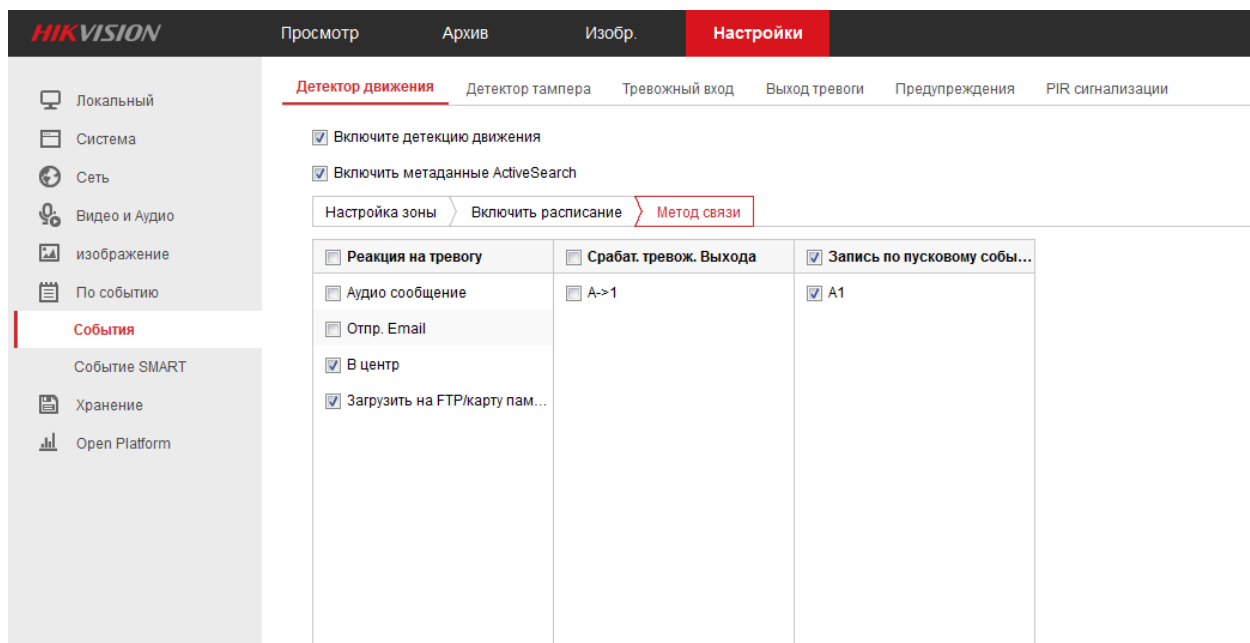 HIKVISION
Просмотр
Архив
Изобр.
Настройки
Локальный
Система
Сеть
Видео и Аудио
изображение
По событию
События
Событие SMART
Хранение
Open Platform
Детектор движения
Детектор тампера
Тревожный вход
Выход тревоги
Предупреждения
PIR сигнализации
Включите детекцию движения
Включить метаданные ActiveSearch
Настройка зоны
Включить расписание
Метод связи
Реакция на тревогу
Аудио сообщение
Отпр. Email
В центр
Загрузить на FTP/карту пам...
Срабат. тревож. Выхода
A->1
Запись по пусковому собы...
A1